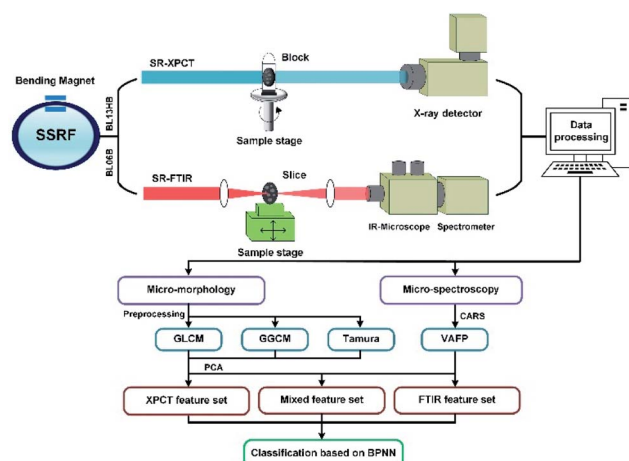 SR-XPCT
Block
Bending Magnet
SSRF
BL13HB
BL06B
Sample stage
X-ray detector
Data
processing
SR-FTIR
Slice
IR-Microscope
Spectrometer
Sample stage
Micro-morphology
Micro-spectroscopy
Preprocessing
CARS
GLCM
GGCM
Tamura
VAFP
PCA
XPCT feature set
Mixed feature set
FTIR feature set
Classification based on BPNN